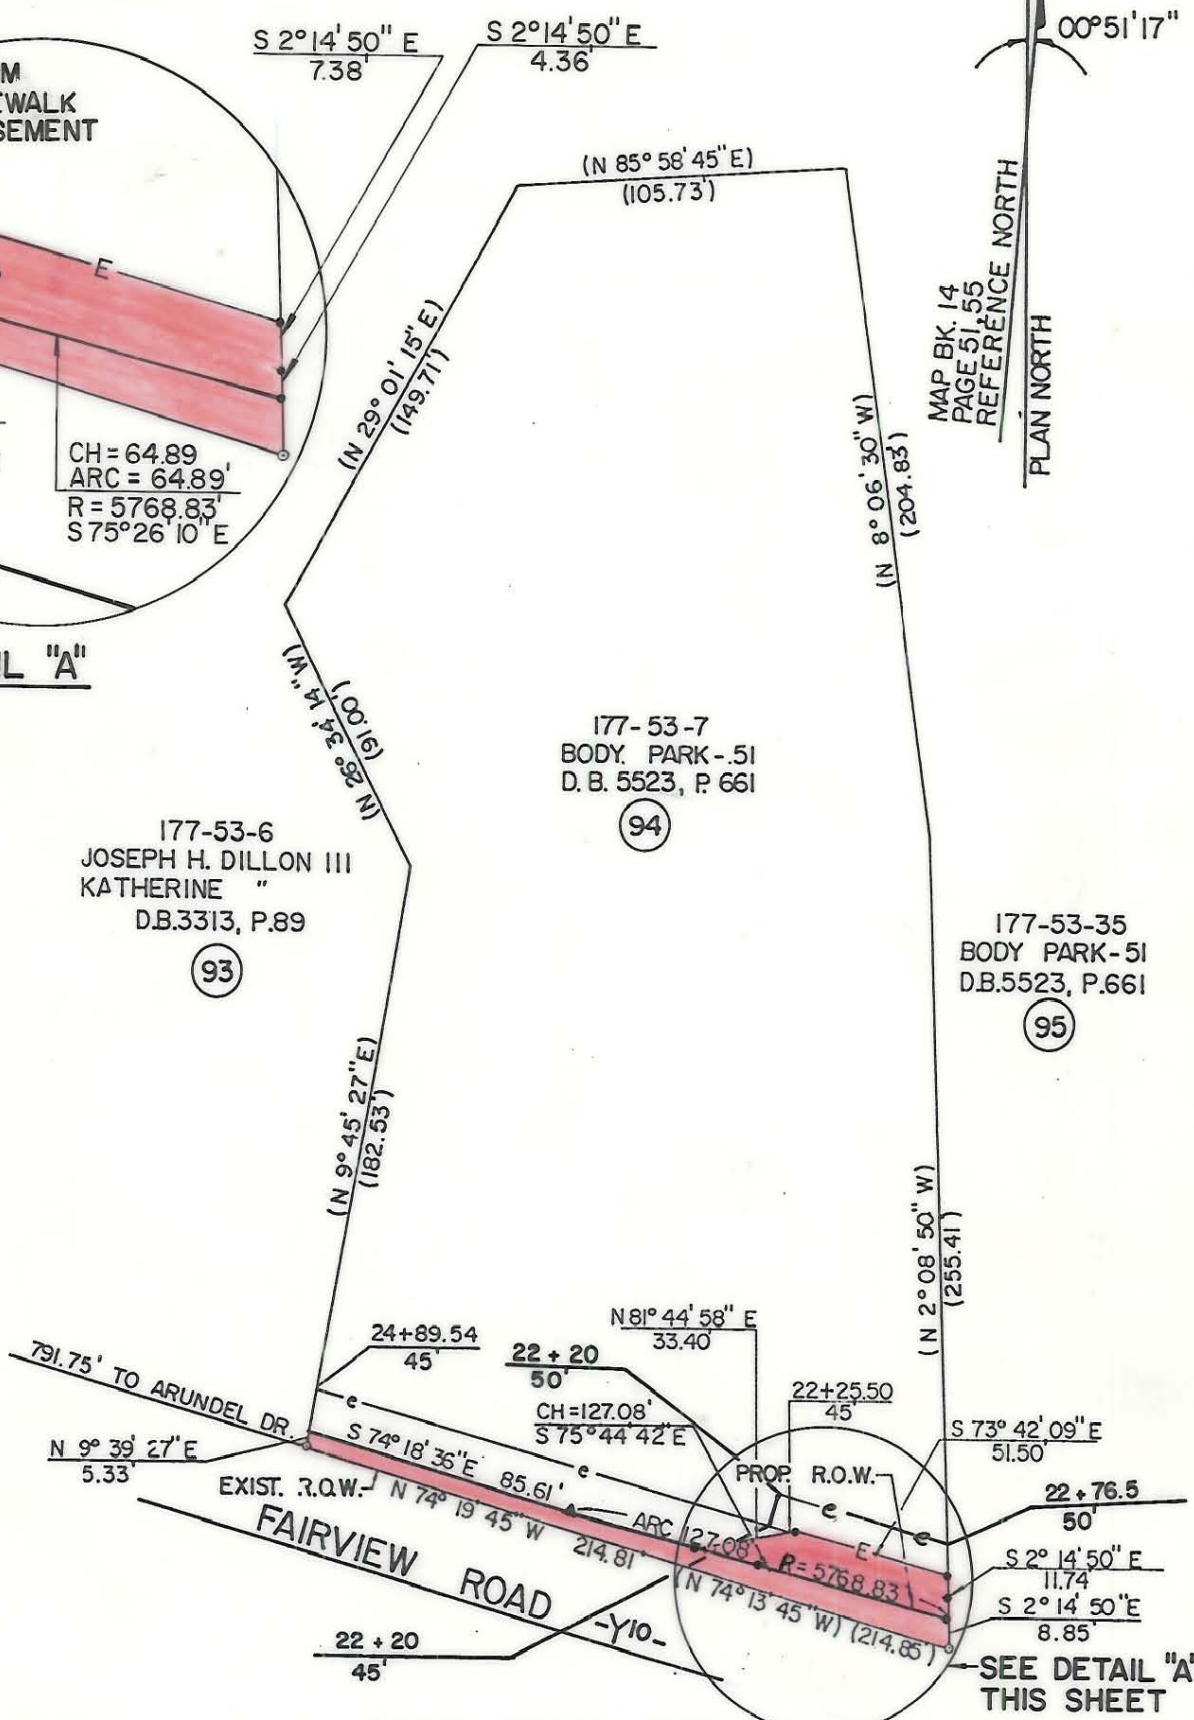 S 2°14'50" E
7.38'
S 2°14'50" E
4.36'
00°51'17"
E
CH = 64.89
ARC = 64.89'
R = 5768.83'
S 75°26'10" E
"A"
(N 85° 58' 45" E)
(105.73')
(N 29° 01' 15" E)
(149.71')
MAP BK. 14
PAGE 51,55
REFERENCE NORTH
PLAN NORTH
(N 8° 06' 30" W)
(204.83')
(N 26° 34' 14" W)
(91.00')
177-53-7
BODY. PARK-.51
D. B. 5523, P. 661
94
177-53-6
JOSEPH H. DILLON III
KATHERINE "
D.B.3313, P.89
93
177-53-35
BODY PARK-51
D.B.5523, P.661
95
(N 9° 45' 27" E)
(182.53')
(N 2° 08' 50" W)
(255.41')
791.75' TO ARUNDEL DR.
24+89.54
45'
22 + 20
50'
N 81° 44' 58" E
33.40'
22+25.50
45'
CH = 127.08'
S 75° 44' 42" E
S 73° 42' 09" E
51.50'
N 9° 39' 27" E
5.33'
e
S 74° 18' 36" E 85.61'
e
PROP. R.O.W.
e
e
22 + 76.5
50'
EXIST. R.O.W.
N 74° 19' 45" W 214.81'
ARC 127.08'
R = 5768.83
E
S 2° 14' 50" E
11.74'
(N 74° 13' 45" W) (214.85')
S 2° 14' 50" E
8.85'
FAIRVIEW ROAD -Y10-
22 + 20
45'
SEE DETAIL "A"
THIS SHEET